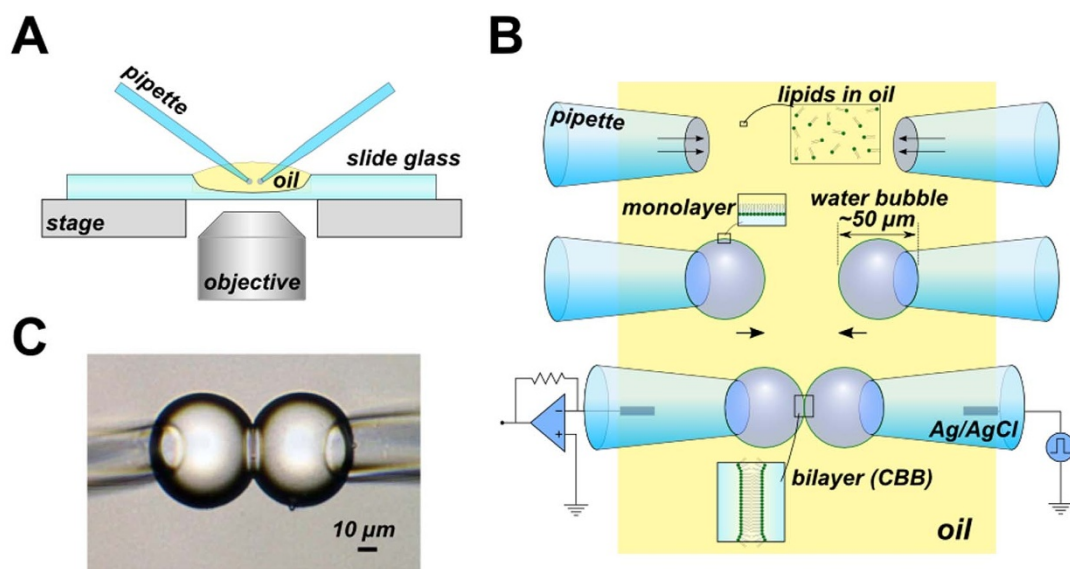 A
pipette
slide glass
oil
stage
objective
B
lipids in oil
pipette
monolayer
water bubble
~50 μm
Ag/AgCl
bilayer (CBB)
oil
− 
+
C
10 μm